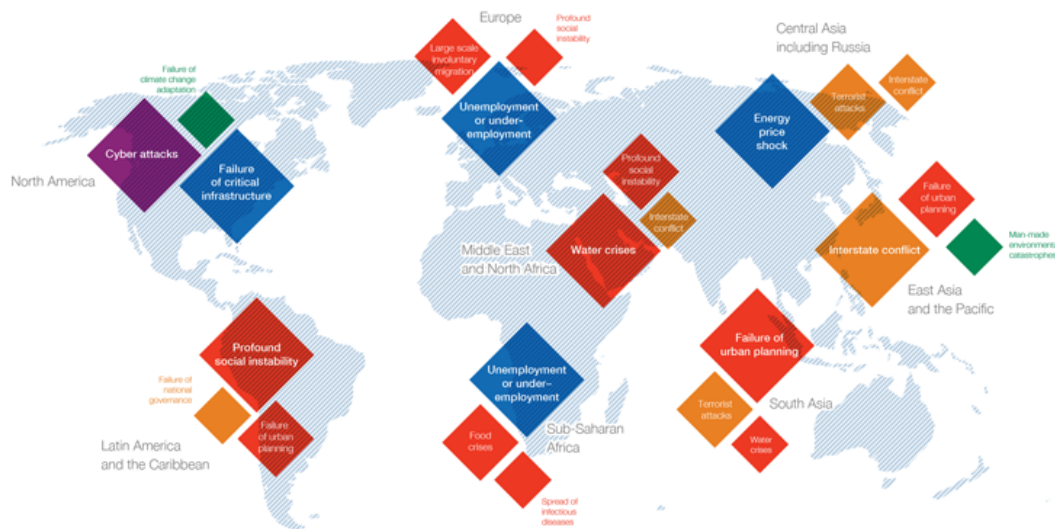 Europe
Profound
social
instability
Large scale
involuntary
migration
Unemployment
or under-
employment
Central Asia
including Russia
Energy
price
shock
Terrorist
attacks
Interstate
conflict
Failure of
climate change
adaptation
Cyber attacks
Failure
of critical
infrastructure
North America
Profound
social
instability
Interstate
conflict
Water crises
Middle East
and North Africa
Failure
of urban
planning
Man-made
environmenta
catastrophes
Interstate conflict
East Asia
and the Pacific
Profound
social instability
Failure of
national
governance
Failure
of urban
planning
Latin America
and the Caribbean
Unemployment
or under–
employment
Sub-Saharan
Africa
Food
crises
Spread of
infectious
diseases
Failure of
urban planning
Terrorist
attacks
South Asia
Water
crises